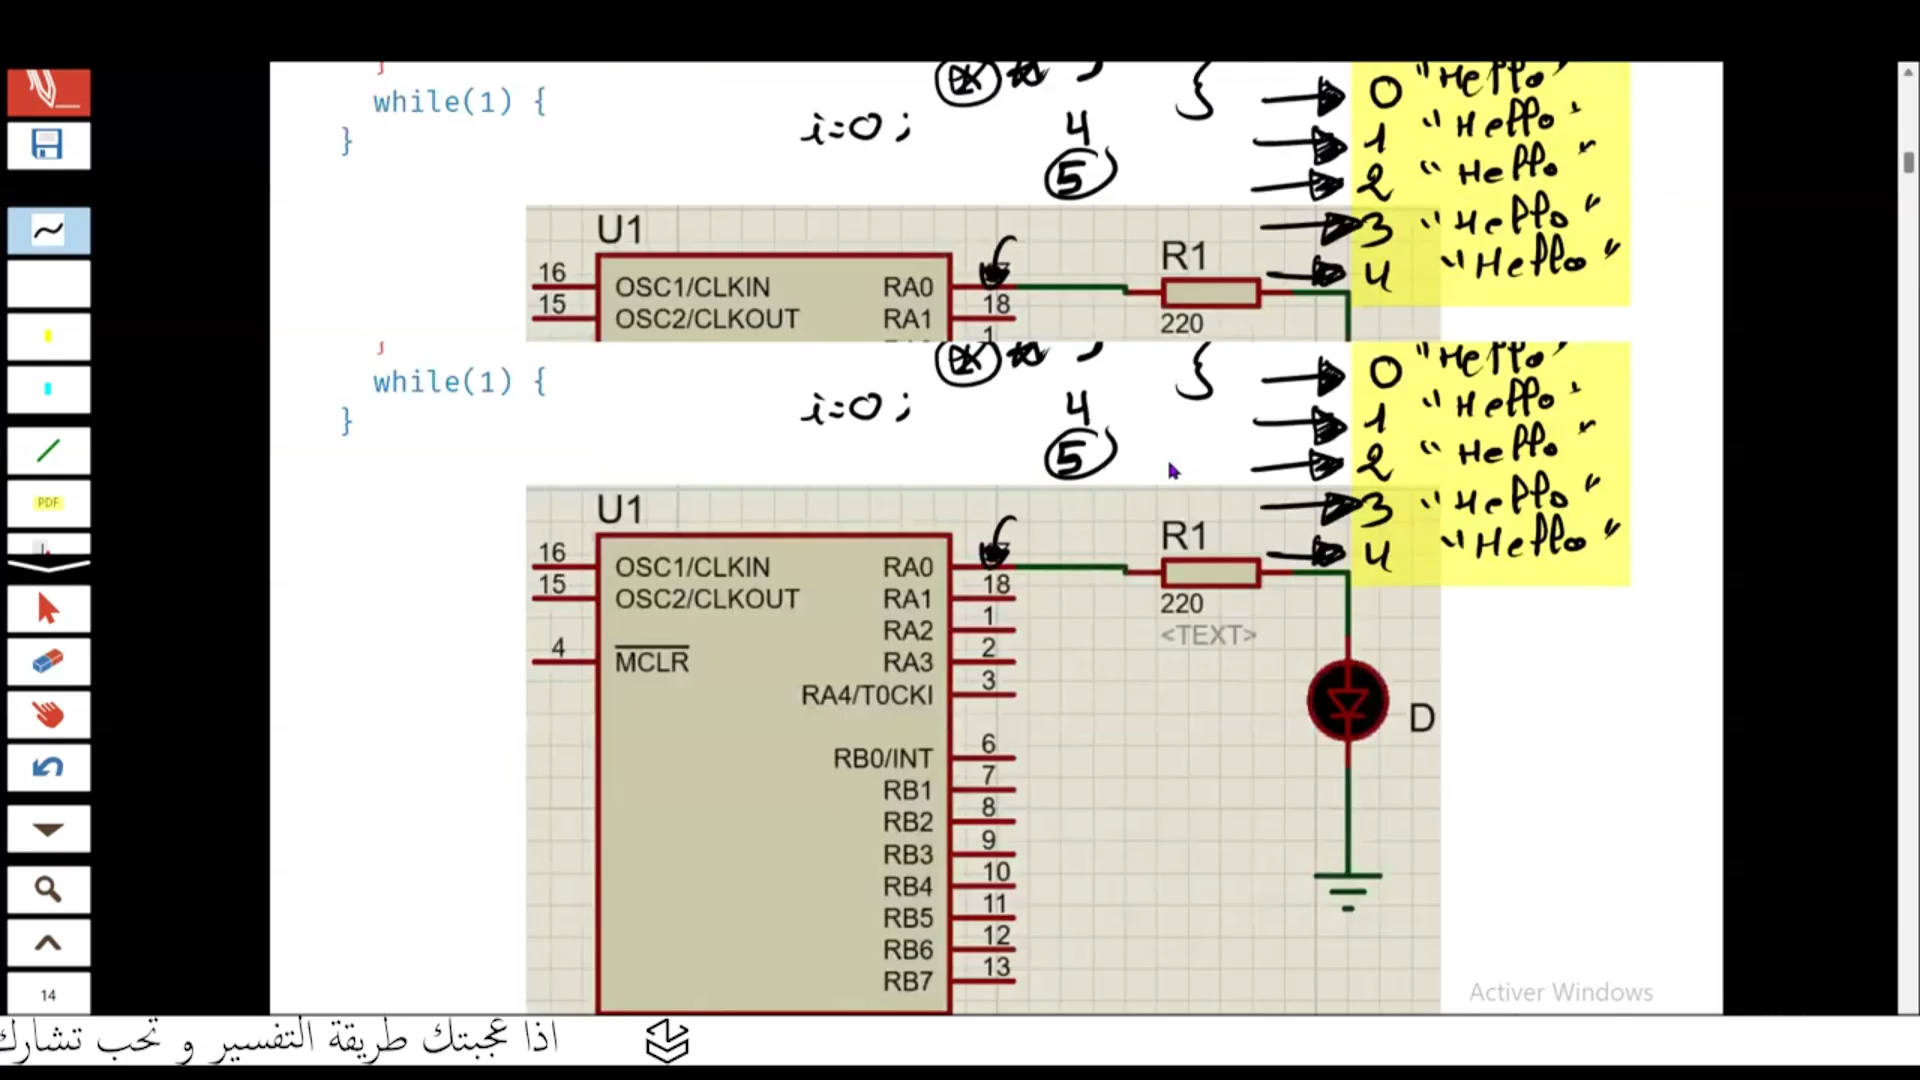 while(1) {
}
i=0 ;
4
5
}
0 "Hello"
1 "Hello"
2 "Hello"
3 "Hello"
4 "Hello"
U1
16
15
OSC1/CLKIN
OSC2/CLKOUT
RA0
RA1
18
1
R1
220
while(1) {
}
i=0 ;
4
5
}
0 "Hello"
1 "Hello"
2 "Hello"
3 "Hello"
4 "Hello"
U1
16
15
4
OSC1/CLKIN
OSC2/CLKOUT
MCLR
RA0
RA1 18
RA2 1
RA3 2
RA4/T0CKI 3
RB0/INT 6
RB1 7
RB2 8
RB3 9
RB4 10
RB5 11
RB6 12
RB7 13
R1
220
<TEXT>
D
PDF
14
Activer Windows
اذا عجبتك طريقة التفسير و تحب تشارك